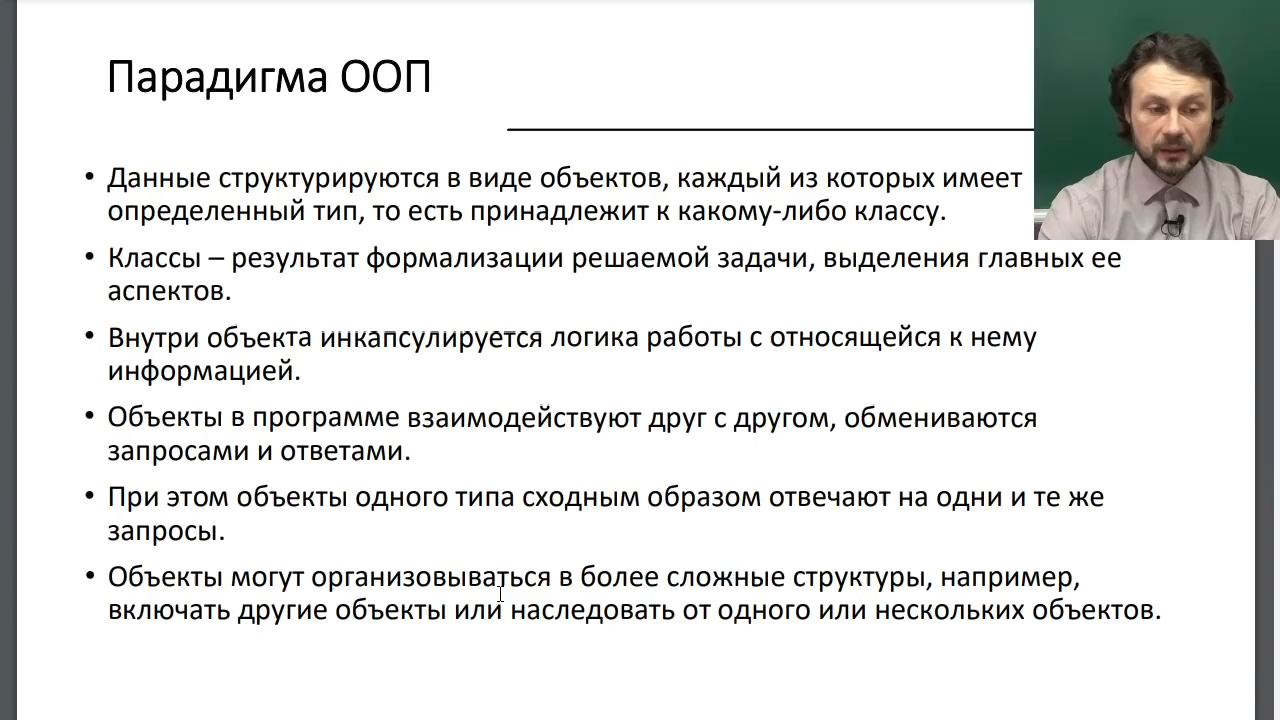 Парадигма ООП
• Данные структурируются в виде объектов, каждый из которых имеет
определенный тип, то есть принадлежит к какому-либо классу.
• Классы – результат формализации решаемой задачи, выделения главных ее
аспектов.
• Внутри объекта инкапсулируется логика работы с относящейся к нему
информацией.
• Объекты в программе взаимодействуют друг с другом, обмениваются
запросами и ответами.
• При этом объекты одного типа сходным образом отвечают на одни и те же
запросы.
• Объекты могут организовываться в более сложные структуры, например,
включать другие объекты или наследовать от одного или нескольких объектов.